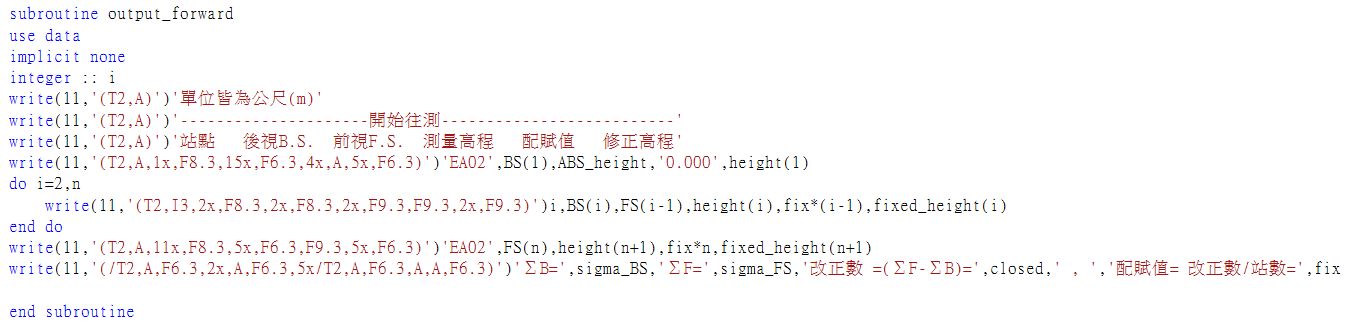 subroutine output_forward
use data
implicit none
integer :: i
write(11,'(T2,A)')'單位皆為公尺(m)'
write(11,'(T2,A)')'---------------------開始往測--------------------------'
write(11,'(T2,A)')'站點   後視B.S.  前視F.S.  測量高程   配賦值   修正高程'
write(11,'(T2,A,1x,F8.3,15x,F6.3,4x,A,5x,F6.3)')'EA02',BS(1),ABS_height,'0.000',height(1)
do i=2,n
    write(11,'(T2,I3,2x,F8.3,2x,F8.3,2x,F9.3,F9.3,2x,F9.3)')i,BS(i),FS(i-1),height(i),fix*(i-1),fixed_height(i)
end do
write(11,'(T2,A,11x,F8.3,5x,F6.3,F9.3,5x,F6.3)')'EA02',FS(n),height(n+1),fix*n,fixed_height(n+1)
write(11,'(/T2,A,F6.3,2x,A,F6.3,5x/T2,A,F6.3,A,A,F6.3)')'ΣB=',sigma_BS,'ΣF=',sigma_FS,'改正數 =(ΣF-ΣB)=',closed,' , ','配賦值= 改正數/站數=',fix
end subroutine